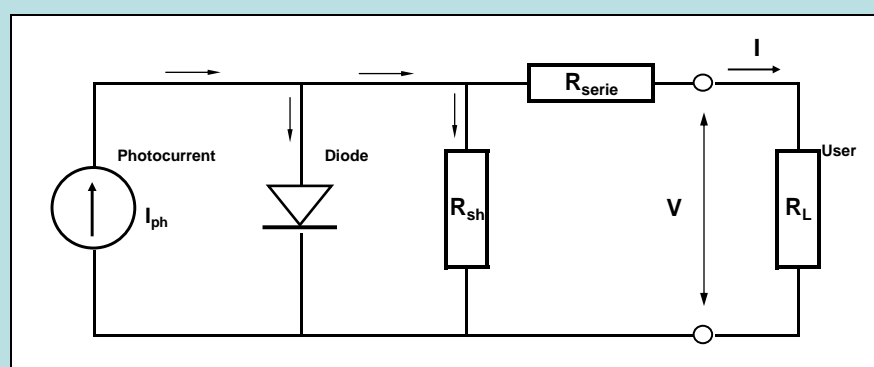 I
R_serie
Photocurrent
Diode
User
I_ph
R_sh
V
R_L